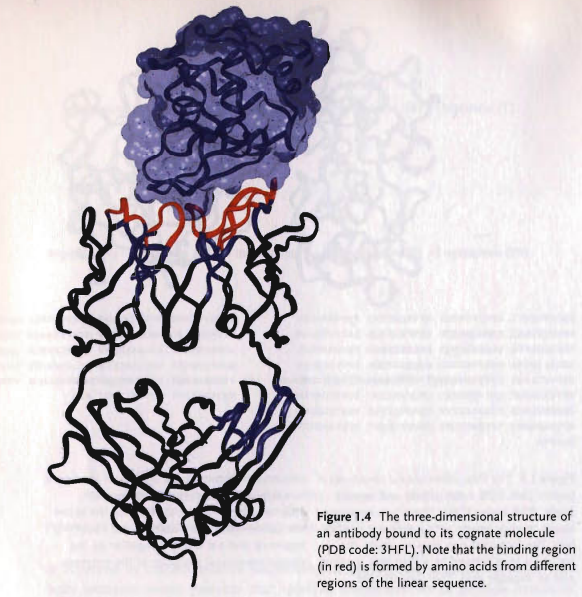 Figure 1.4 The three-dimensional structure of
an antibody bound to its cognate molecule
(PDB code: 3HFL). Note that the binding region
(in red) is formed by amino acids from different
regions of the linear sequence.